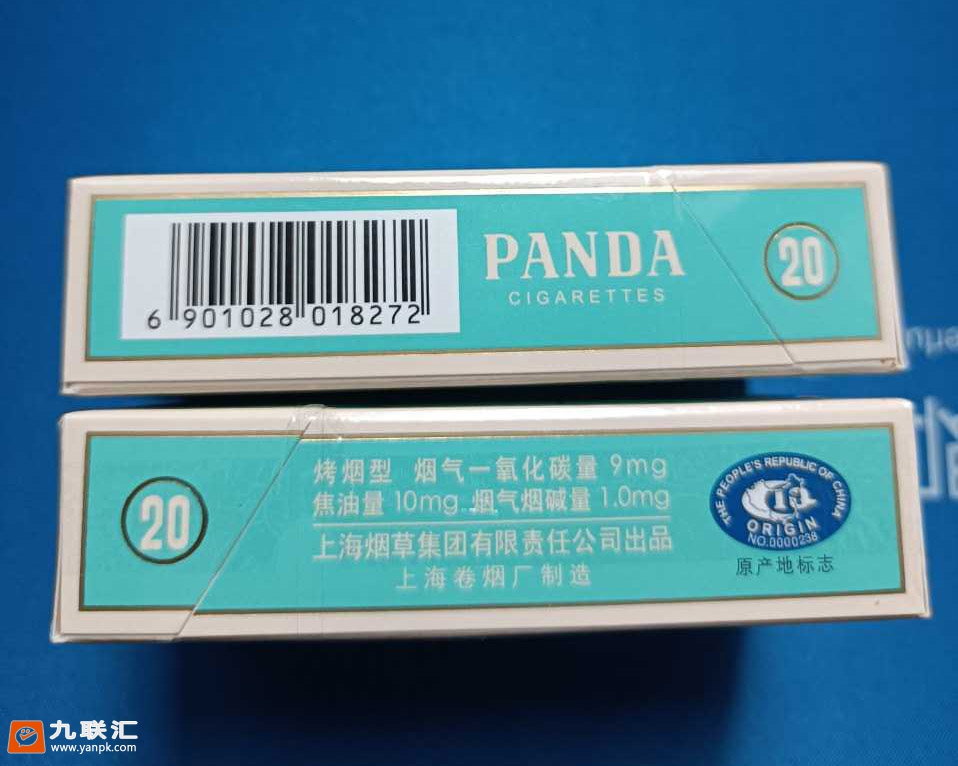 PANDA
CIGARETTES
20
6 901028 018272
20
烤烟型 烟气一氧化碳量 9mg
焦油量 10mg 烟气烟碱量 1.0mg
上海烟草集团有限责任公司出品
上海卷烟厂制造
THE PEOPLE'S REPUBLIC OF CHINA
ORIGIN
NO.0000238
原产地标志
九联汇
www.yanpk.com